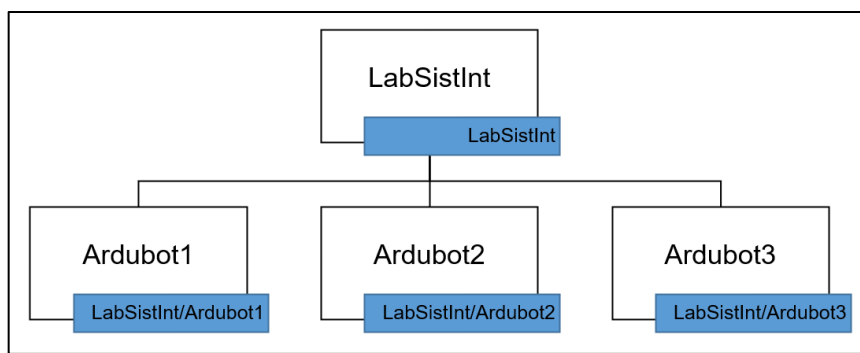 LabSistInt
LabSistInt
Ardubot1
Ardubot2
Ardubot3
LabSistInt/Ardubot1
LabSistInt/Ardubot2
LabSistInt/Ardubot3